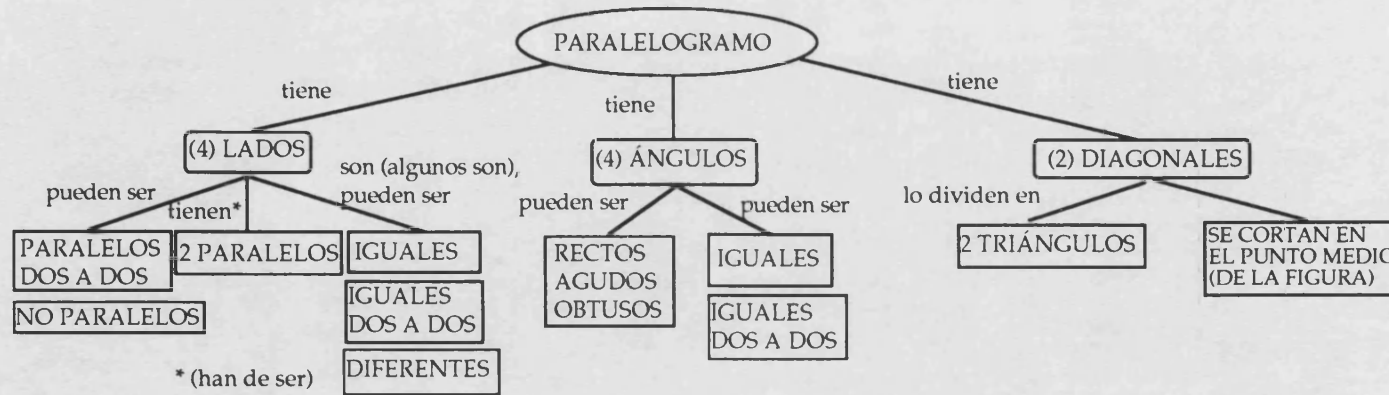 PARALELOGRAMO
tiene
tiene
tiene
(4) LADOS
(4) ÁNGULOS
(2) DIAGONALES
pueden ser
tienen*
son (algunos son),
pueden ser
pueden ser
pueden ser
lo dividen en
PARALELOS
DOS A DOS
NO PARALELOS
2 PARALELOS
IGUALES
IGUALES
DOS A DOS
DIFERENTES
* (han de ser)
RECTOS
AGUDOS
OBTUSOS
IGUALES
IGUALES
DOS A DOS
2 TRIÁNGULOS
SE CORTAN EN
EL PUNTO MEDIO
(DE LA FIGURA)